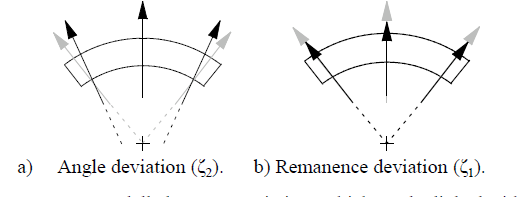 a) Angle deviation (ζ2). b) Remanence deviation (ζ1).